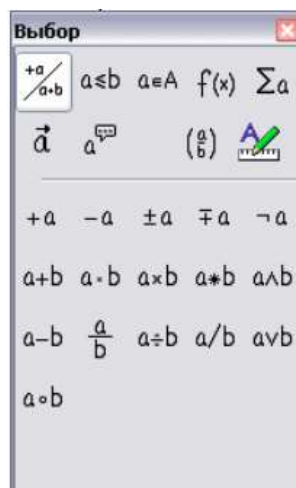 Выбор
+a/a+b a≤b a∈A f(x) Σa
a⃗ a (a/b) A
+a −a ±a ∓a ¬a
a+b a·b a×b a∗b a∧b
a−b a/b a÷b a/b a∨b
a∘b